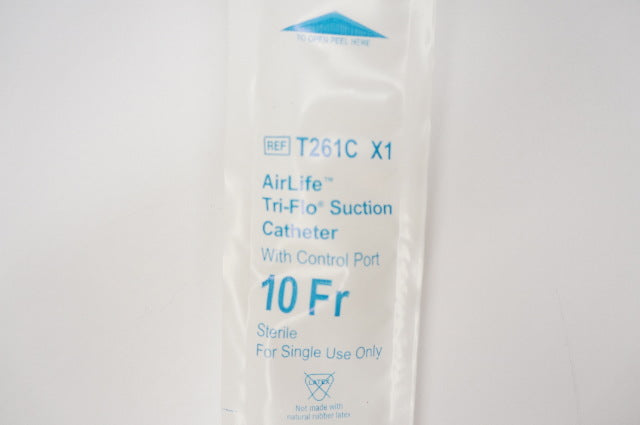 TO OPEN PEEL HERE
REF T261C X1
AirLife™
Tri-Flo® Suction
Catheter
With Control Port
10 Fr
Sterile
For Single Use Only
LATEX
Not made with
natural rubber latex